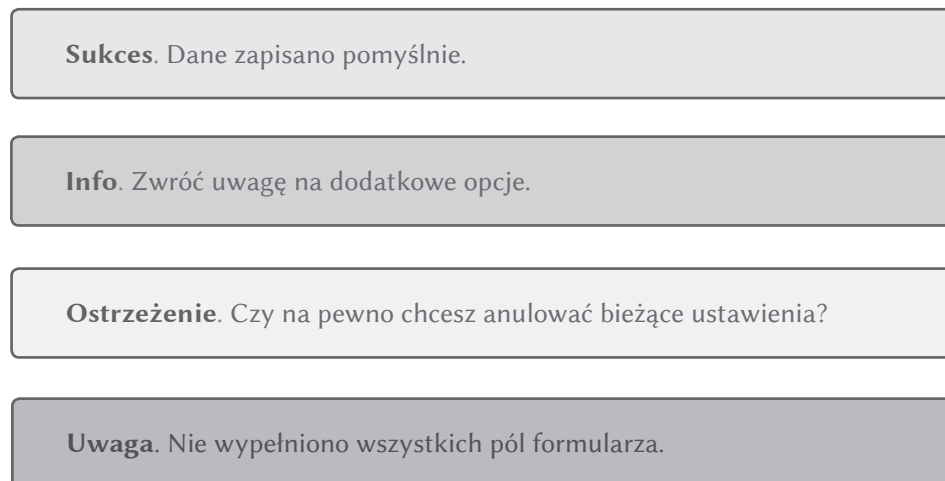 Sukces. Dane zapisano pomyślnie.
Info. Zwróć uwagę na dodatkowe opcje.
Ostrzeżenie. Czy na pewno chcesz anulować bieżące ustawienia?
Uwaga. Nie wypełniono wszystkich pól formularza.